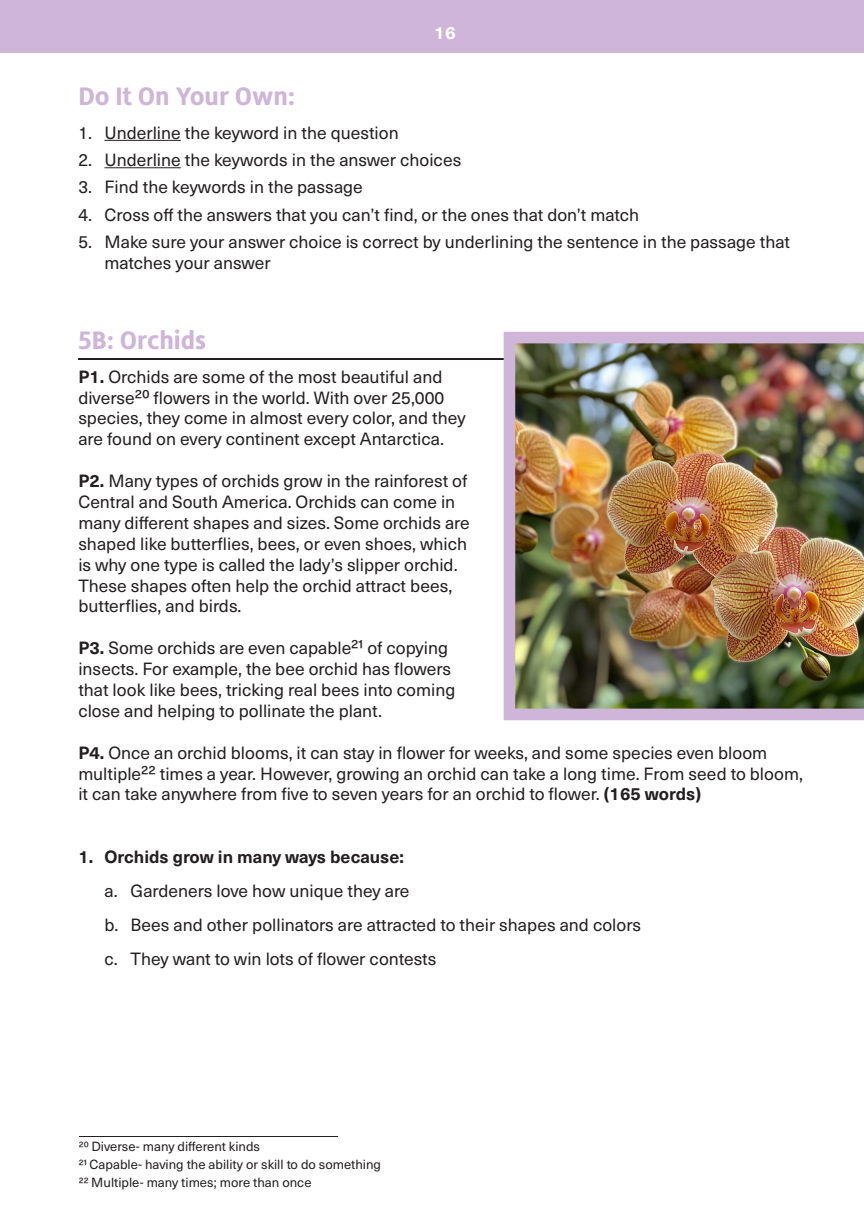 16
Do It On Your Own:
1. Underline the keyword in the question
2. Underline the keywords in the answer choices
3. Find the keywords in the passage
4. Cross off the answers that you can't find, or the ones that don't match
5. Make sure your answer choice is correct by underlining the sentence in the passage that
matches your answer
5B: Orchids
P1. Orchids are some of the most beautiful and
diverse²⁰ flowers in the world. With over 25,000
species, they come in almost every color, and they
are found on every continent except Antarctica.
P2. Many types of orchids grow in the rainforest of
Central and South America. Orchids can come in
many different shapes and sizes. Some orchids are
shaped like butterflies, bees, or even shoes, which
is why one type is called the lady's slipper orchid.
These shapes often help the orchid attract bees,
butterflies, and birds.
P3. Some orchids are even capable²¹ of copying
insects. For example, the bee orchid has flowers
that look like bees, tricking real bees into coming
close and helping to pollinate the plant.
P4. Once an orchid blooms, it can stay in flower for weeks, and some species even bloom
multiple²² times a year. However, growing an orchid can take a long time. From seed to bloom,
it can take anywhere from five to seven years for an orchid to flower. (165 words)
1. Orchids grow in many ways because:
a. Gardeners love how unique they are
b. Bees and other pollinators are attracted to their shapes and colors
c. They want to win lots of flower contests
²⁰ Diverse- many different kinds
²¹ Capable- having the ability or skill to do something
²² Multiple- many times; more than once